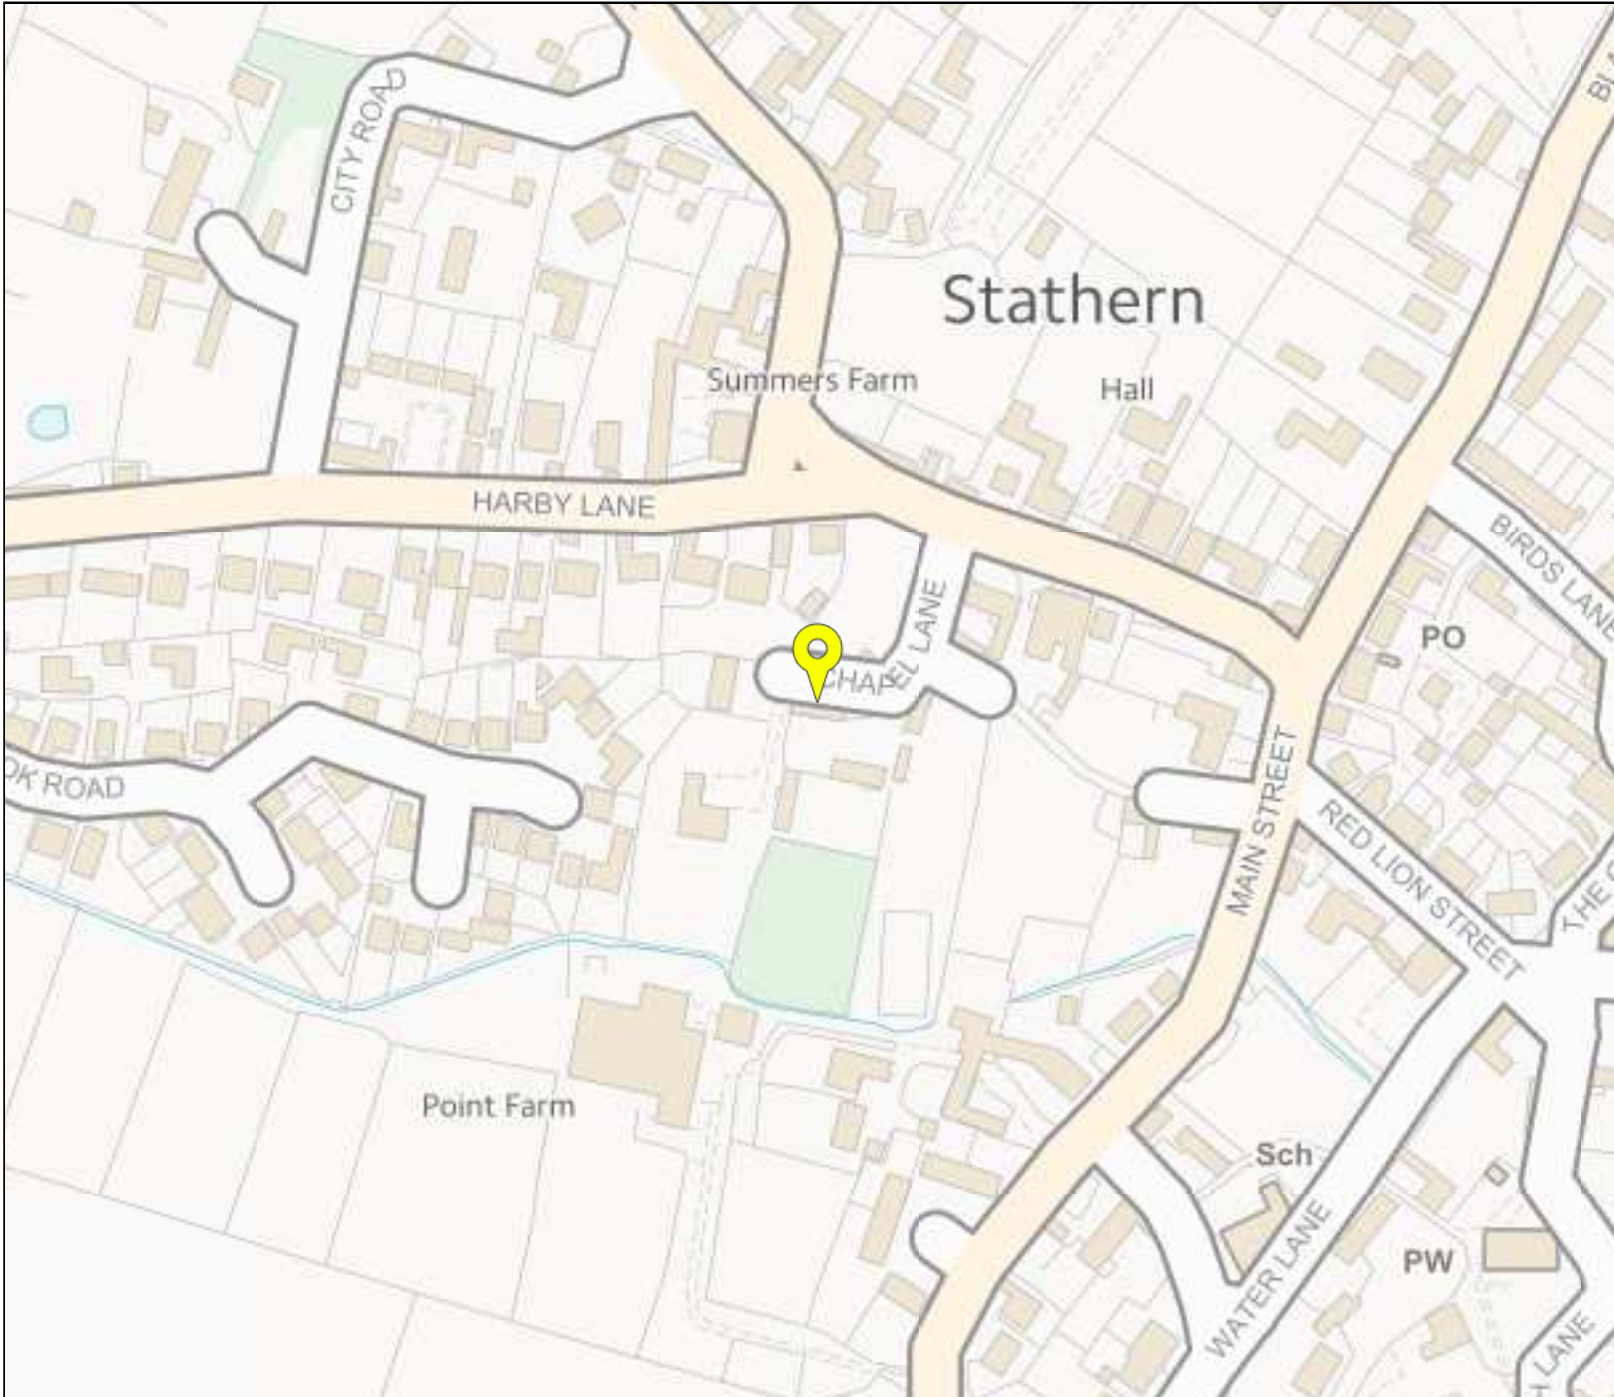 CITY ROAD
Stathern
Summers Farm
Hall
HARBY LANE
BIRDS LANE
CHAPEL LANE
PO
OK ROAD
MAIN STREET
RED LION STREET
Point Farm
Sch
WATER LANE
PW
LANE